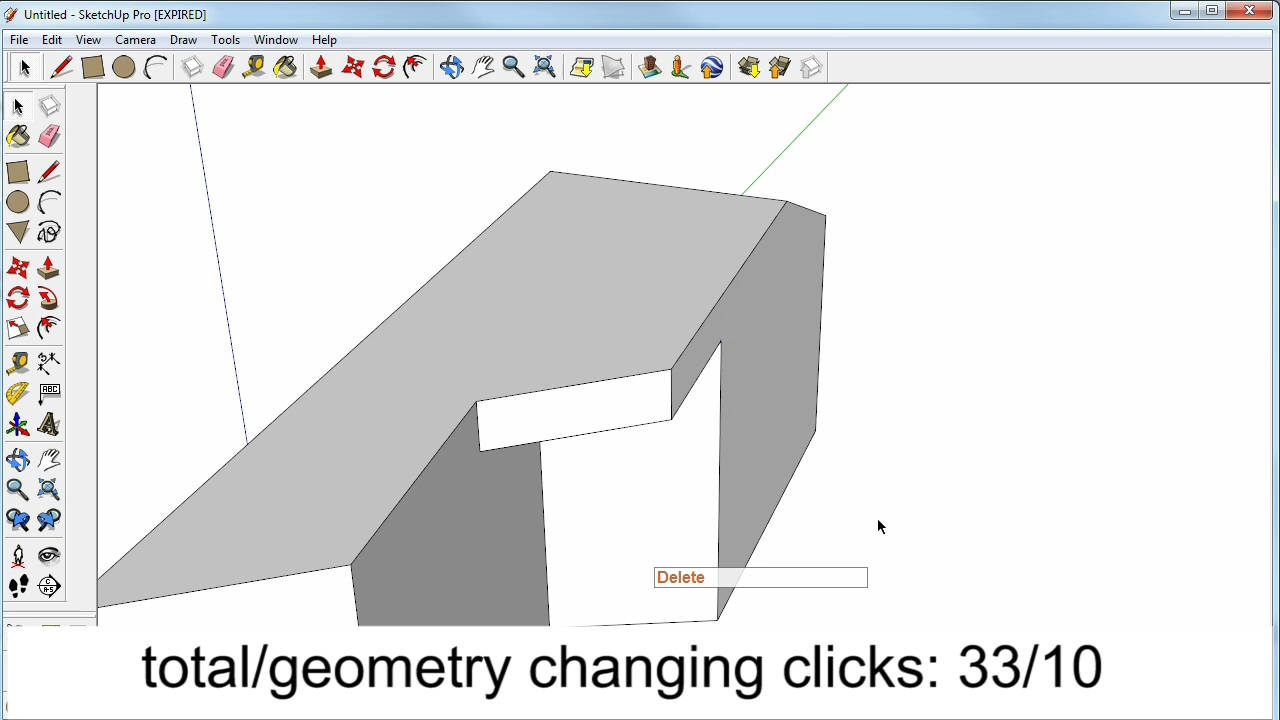 Untitled - SketchUp Pro [EXPIRED]
File Edit View Camera Draw Tools Window Help
ABC
Delete
total/geometry changing clicks: 33/10